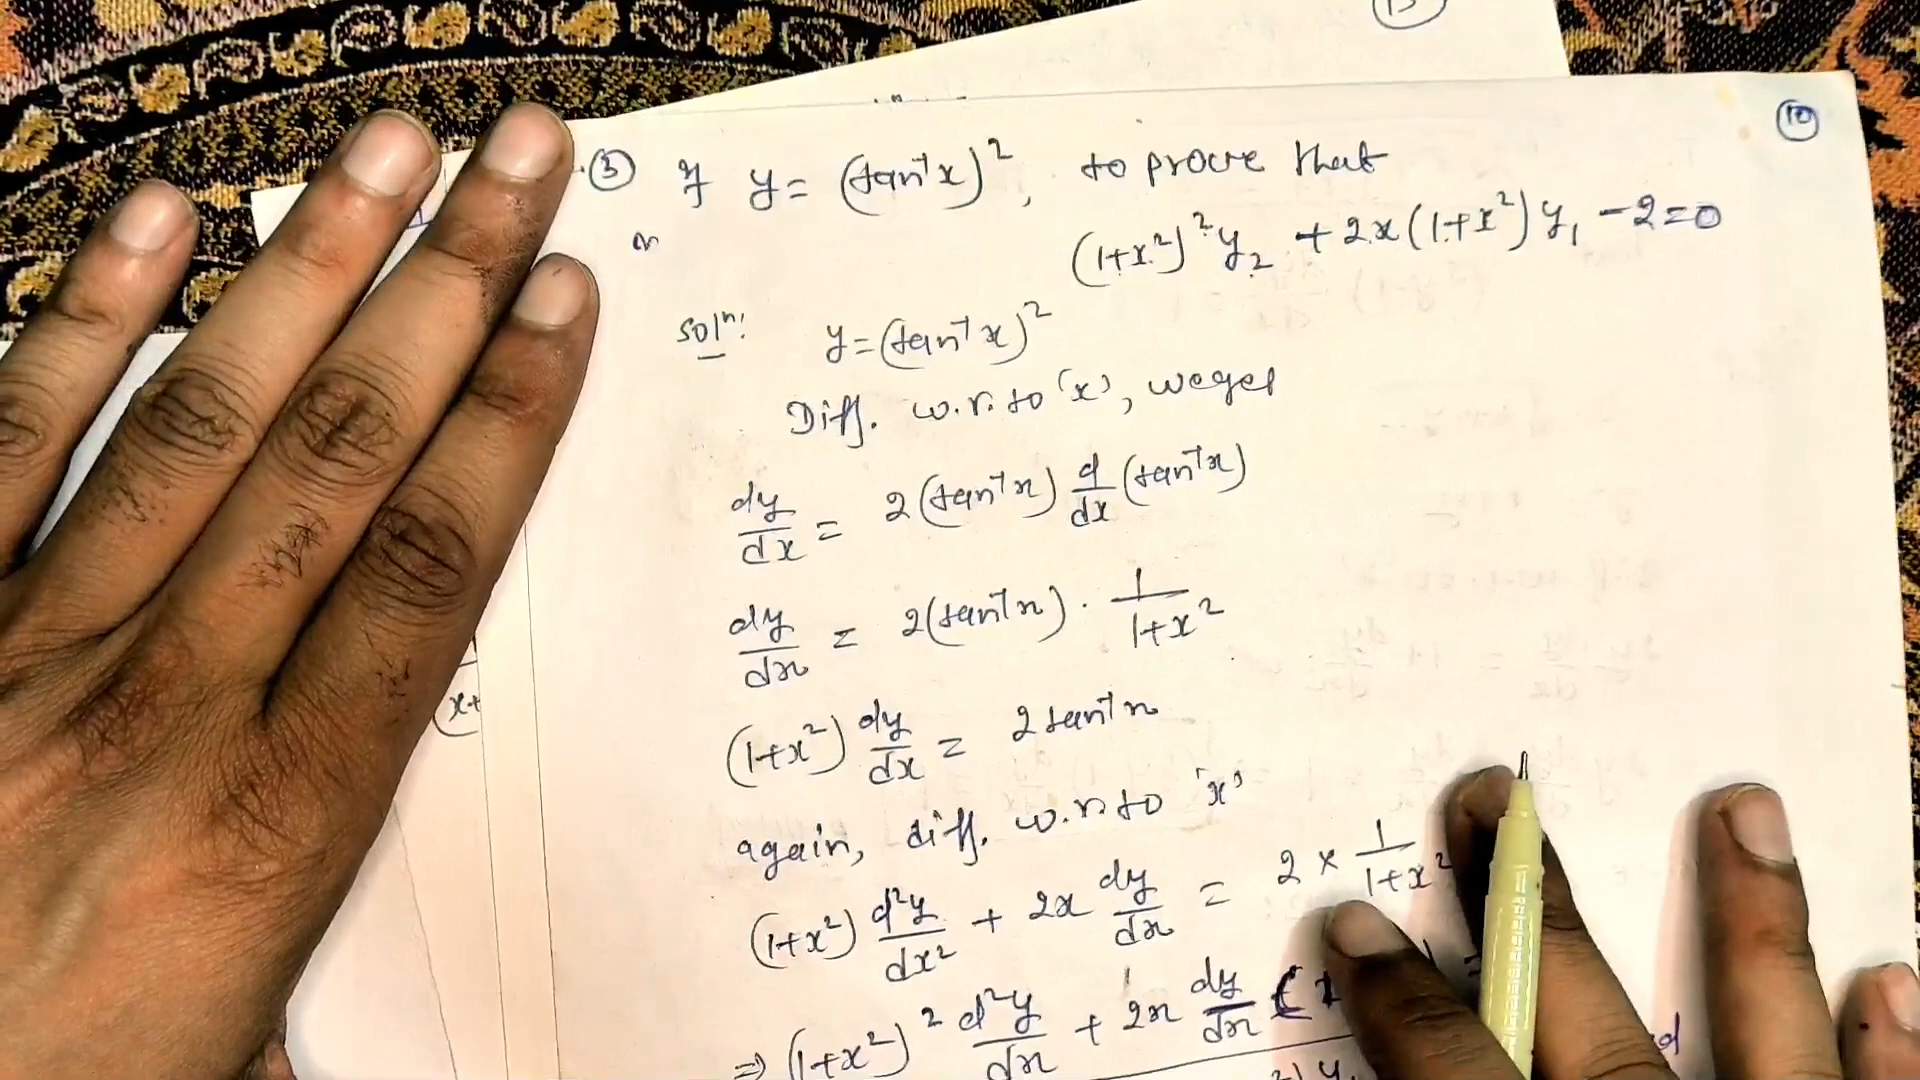 13
10
3 If y = (tan⁻¹x)², to prove that
(1+x²)² y₂ + 2x(1+x²) y₁ - 2 = 0
Solⁿ: y = (tan⁻¹x)²
Diff. w.r. to 'x', we get
dy/dx = 2(tan⁻¹x) d/dx (tan⁻¹x)
dy/dx = 2(tan⁻¹x) · 1/1+x²
(1+x²) dy/dx = 2 tan⁻¹x
again, diff. w.r. to 'x'
(1+x²) d²y/dx² + 2x dy/dx = 2 × 1/1+x²
⇒ (1+x²)² d²y/dx + 2x dy/dx
(x+